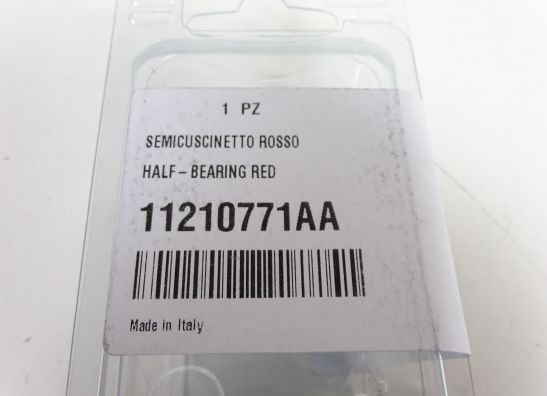 1 PZ
SEMICUSCINETTO ROSSO
HALF - BEARING RED
11210771AA
Made in Italy